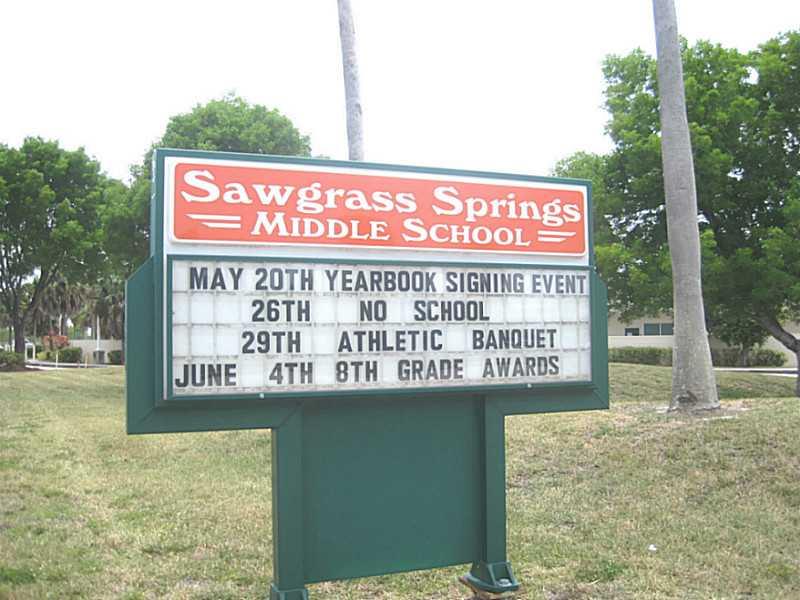 Sawgrass Springs
Middle School
MAY 20TH YEARBOOK SIGNING EVENT
26TH NO SCHOOL
29TH ATHLETIC BANQUET
JUNE 4TH 8TH GRADE AWARDS